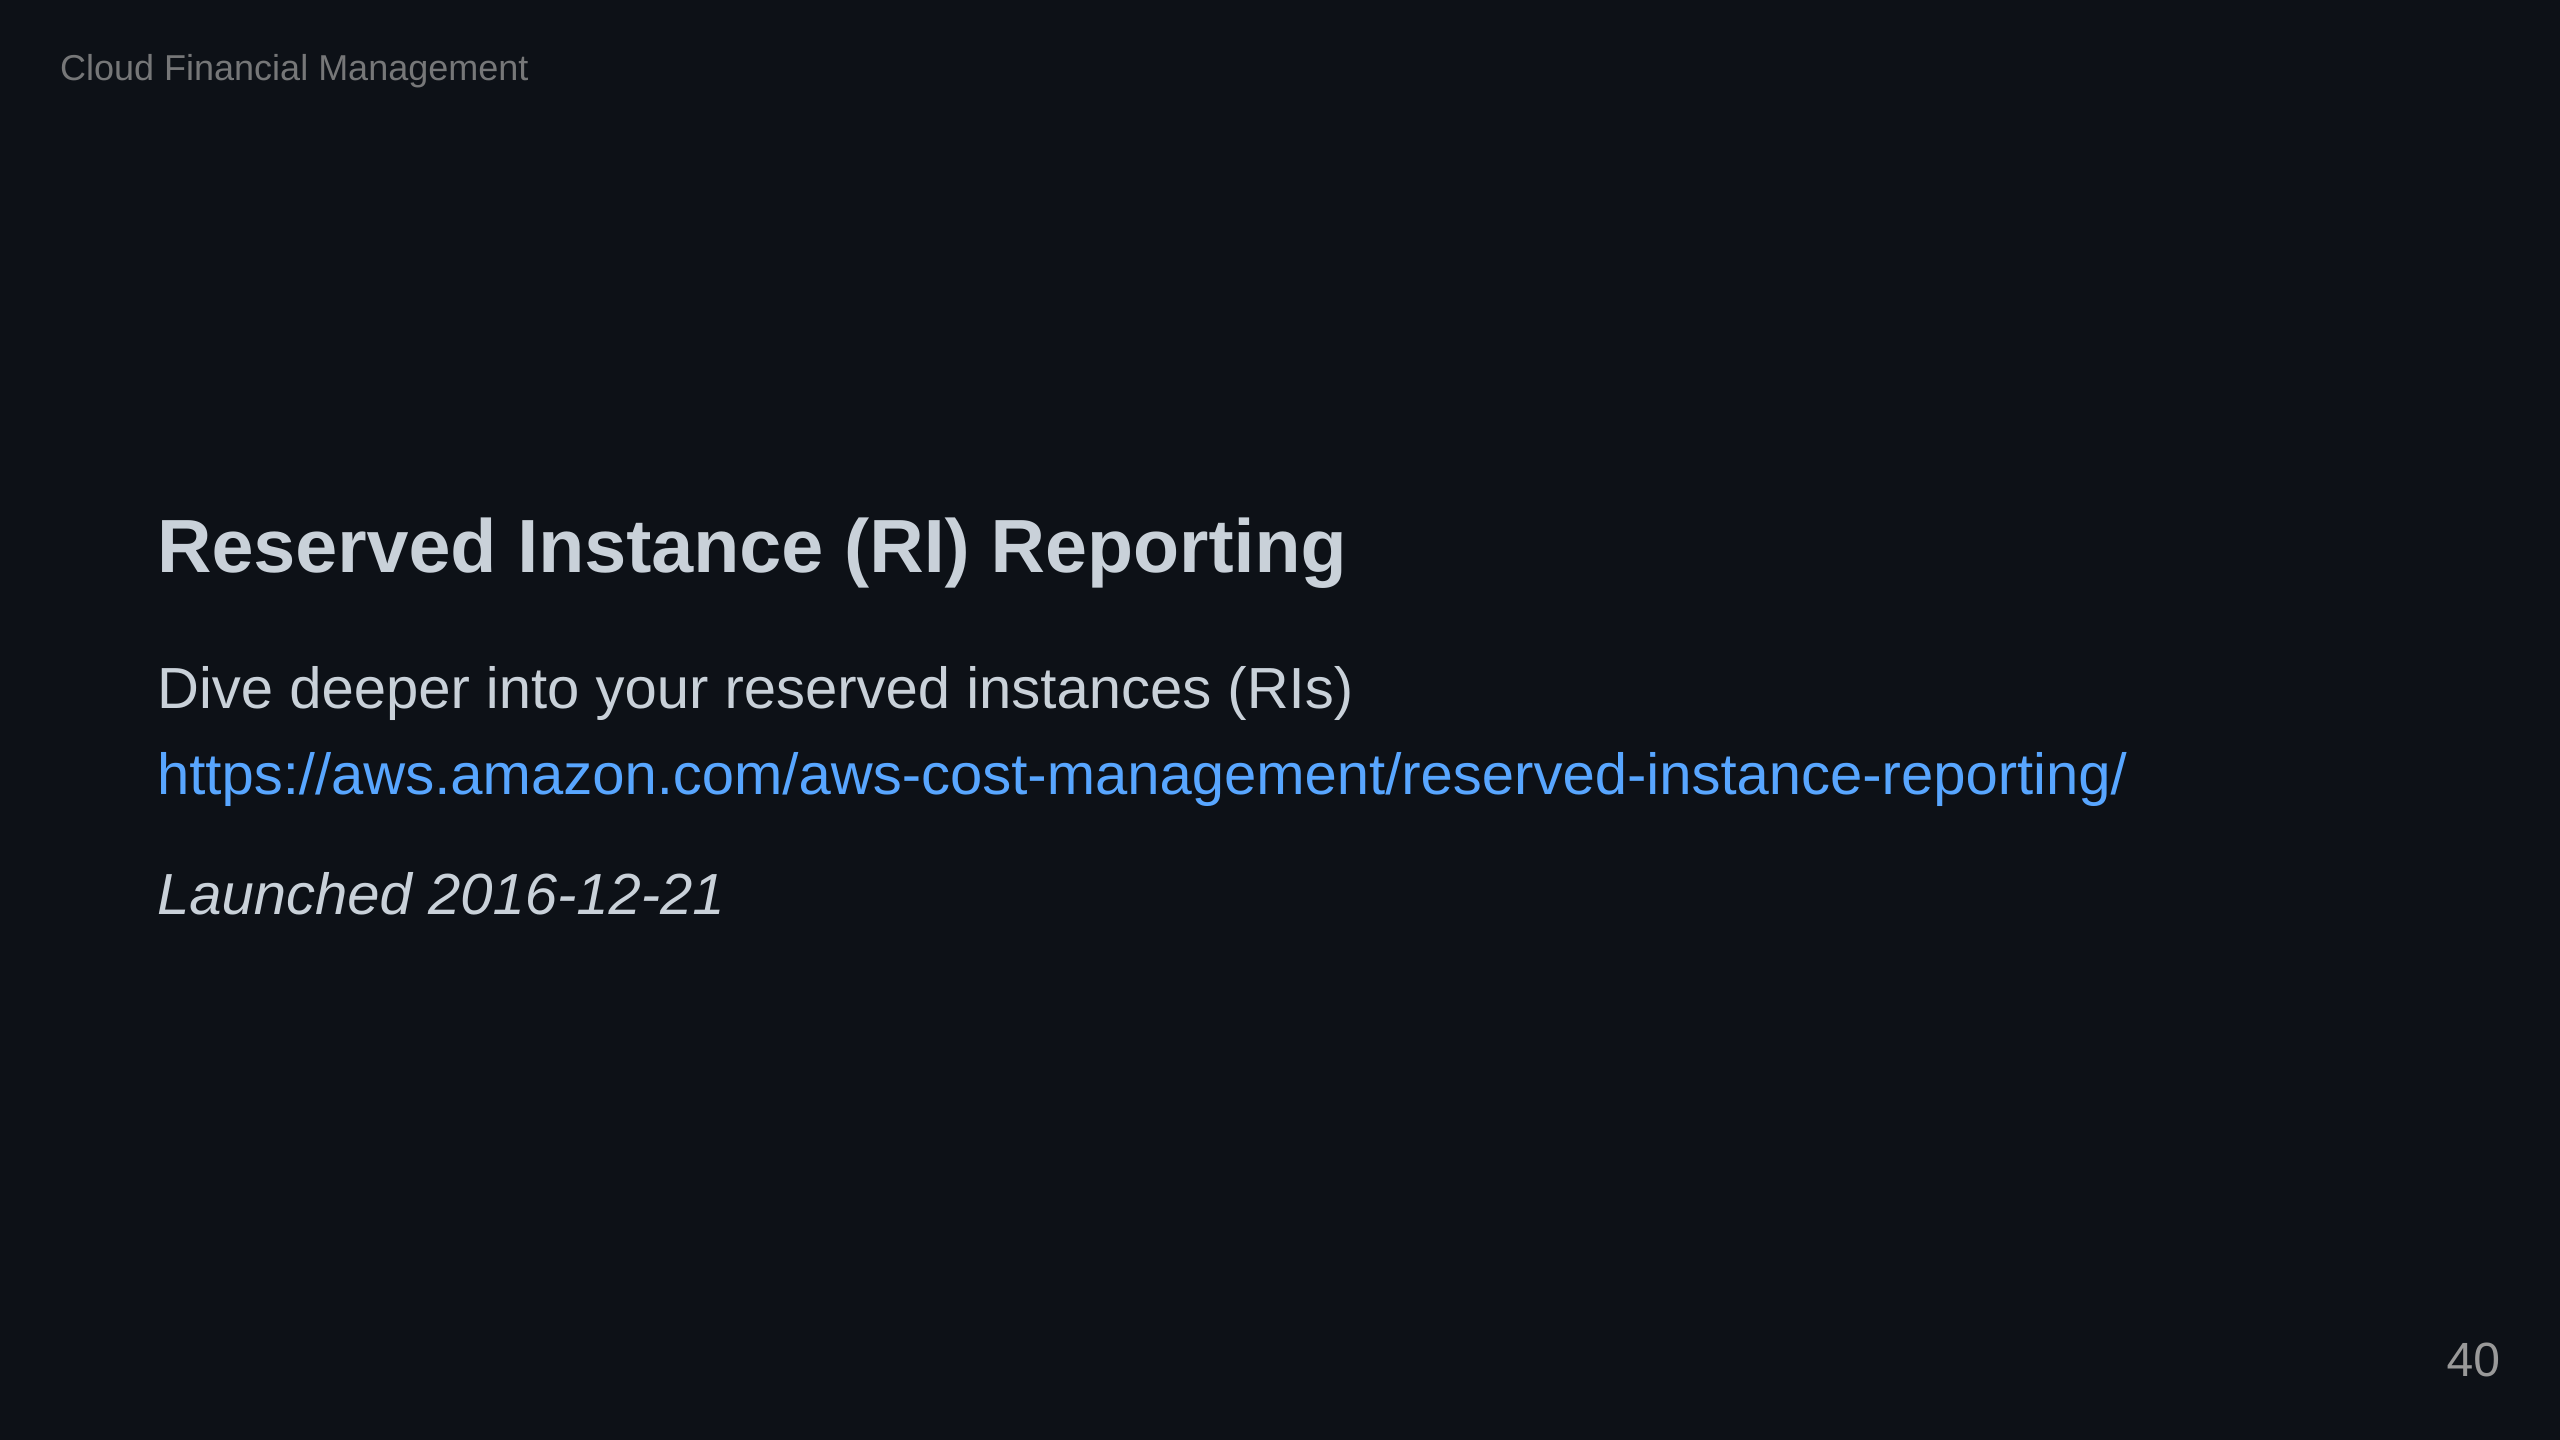 Cloud Financial Management
Reserved Instance (RI) Reporting
Dive deeper into your reserved instances (RIs)
https://aws.amazon.com/aws-cost-management/reserved-instance-reporting/
Launched 2016-12-21
40